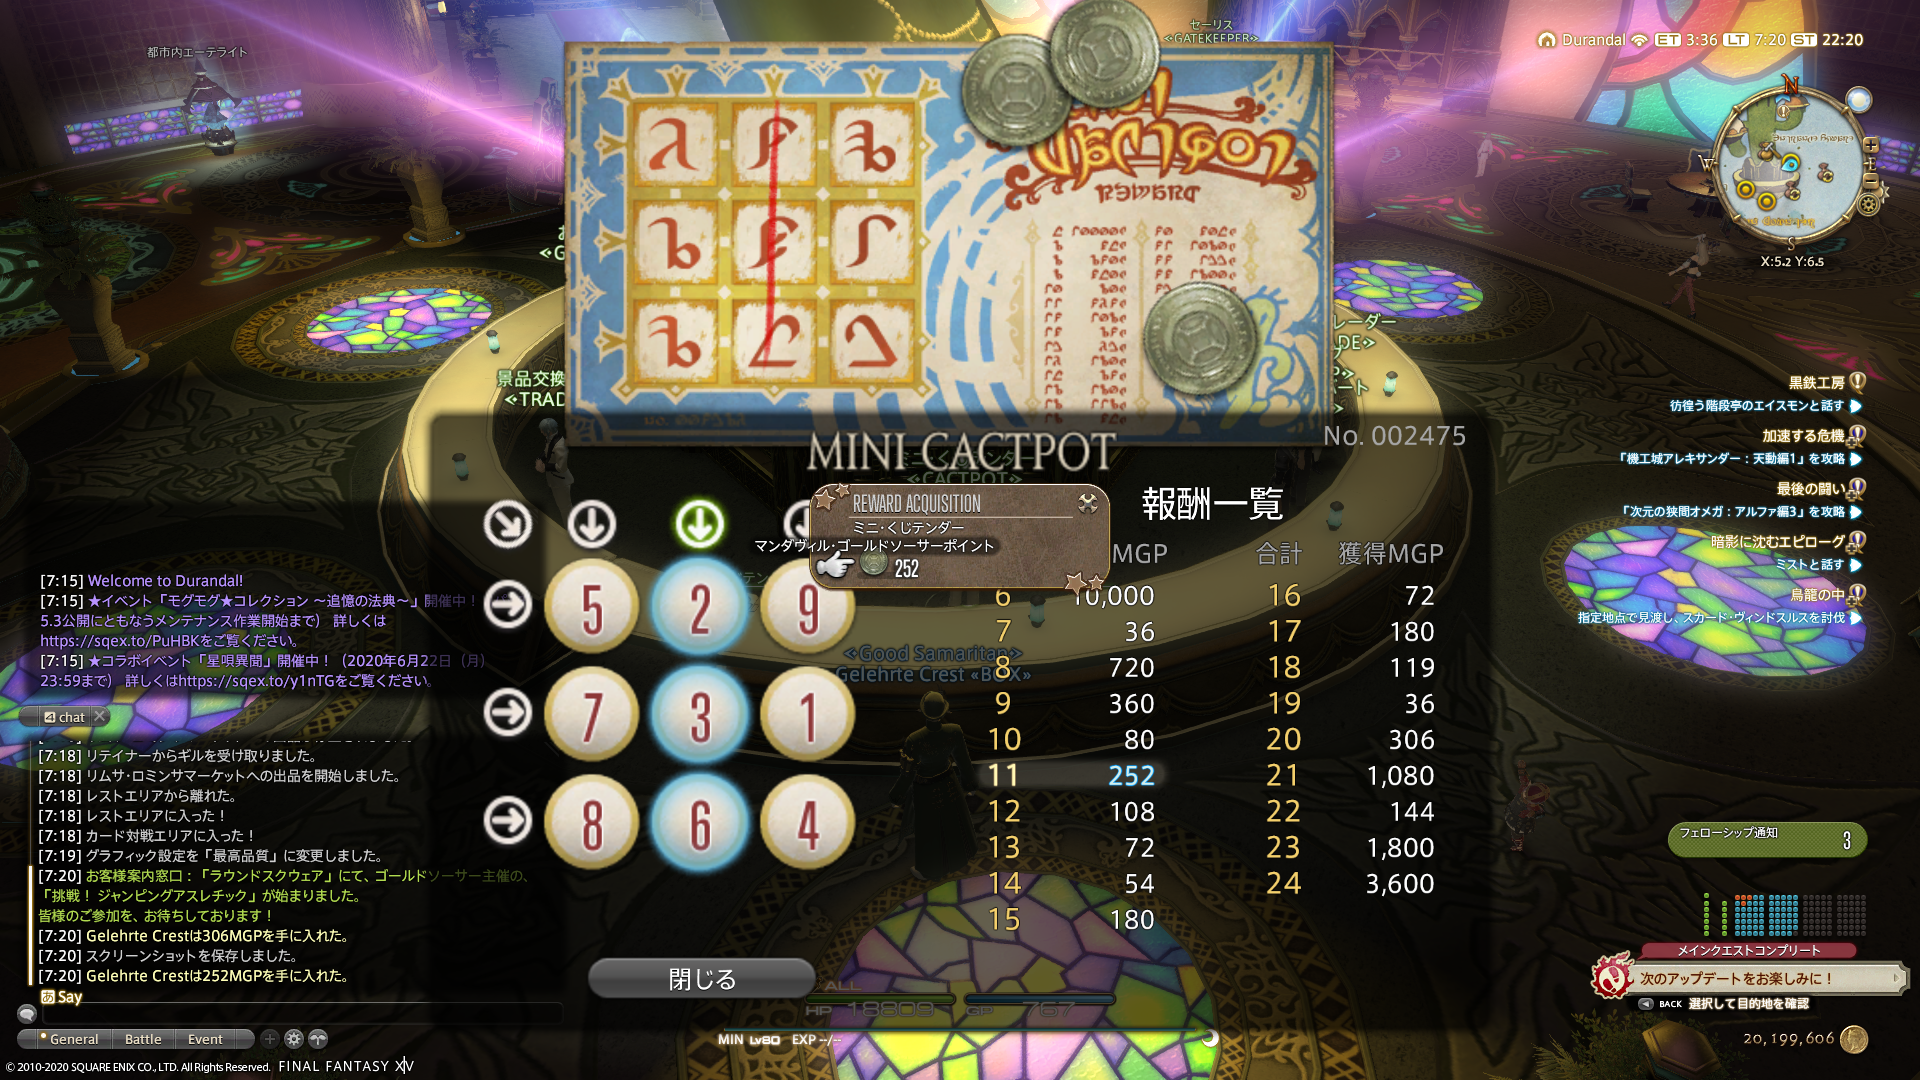 都市内エーテライト
セーリス
«GATEKEEPER»
Durandal ET 3:36 LT 7:20 ST 22:20
N
W
E
S
X:5.2 Y:6.5
景品交換
«TRAD
レーダー
DE»
No. 002475
MINI CACTPOT
«CACTPOT»
REWARD ACQUISITION
ミニ・くじテンダー
マンダヴィル・ゴールドソーサーポイント
252
報酬一覧
MGP 合計 獲得MGP
5 2 9
7 3 1
8 6 4
6 10,000 16 72
7 36 17 180
8 720 18 119
9 360 19 36
10 80 20 306
11 252 21 1,080
12 108 22 144
13 72 23 1,800
14 54 24 3,600
15 180
«Good Samaritan»
Gelehrte Crest «BOX»
閉じる
黒鉄工房
彷徨う階段亭のエイスモンと話す
加速する危機
「機工城アレキサンダー：天動編1」を攻略
最後の闘い
「次元の狭間オメガ：アルファ編3」を攻略
暗影に沈むエピローグ
ミストと話す
鳥籠の中
指定地点で見渡し、スカード・ヴィンドスルスを討伐
[7:15] Welcome to Durandal!
[7:15] ★イベント「モグモグ★コレクション ～追憶の法典～」開催中！
5.3公開にともなうメンテナンス作業開始まで） 詳しくは
https://sqex.to/PuHBKをご覧ください。
[7:15] ★コラボイベント「星唄異聞」開催中！（2020年6月22日（月）
23:59まで） 詳しくはhttps://sqex.to/y1nTGをご覧ください。
4 chat
[7:18] リテイナーからギルを受け取りました。
[7:18] リムサ・ロミンサマーケットへの出品を開始しました。
[7:18] レストエリアから離れた。
[7:18] レストエリアに入った！
[7:18] カード対戦エリアに入った！
[7:19] グラフィック設定を「最高品質」に変更しました。
[7:20] お客様案内窓口：「ラウンドスクウェア」にて、ゴールドソーサー主催の、
「挑戦！ ジャンピングアスレチック」が始まりました。
皆様のご参加を、お待ちしております！
[7:20] Gelehrte Crestは306MGPを手に入れた。
[7:20] スクリーンショットを保存しました。
[7:20] Gelehrte Crestは252MGPを手に入れた。
あ Say
General Battle Event
ALL
HP 18808 GP 767
MIN Lv80 EXP --/--
フェローシップ通知 3
メインクエストコンプリート
次のアップデートをお楽しみに！
BACK 選択して目的地を確認
20,199,606
© 2010-2020 SQUARE ENIX CO., LTD. All Rights Reserved. FINAL FANTASY XIV